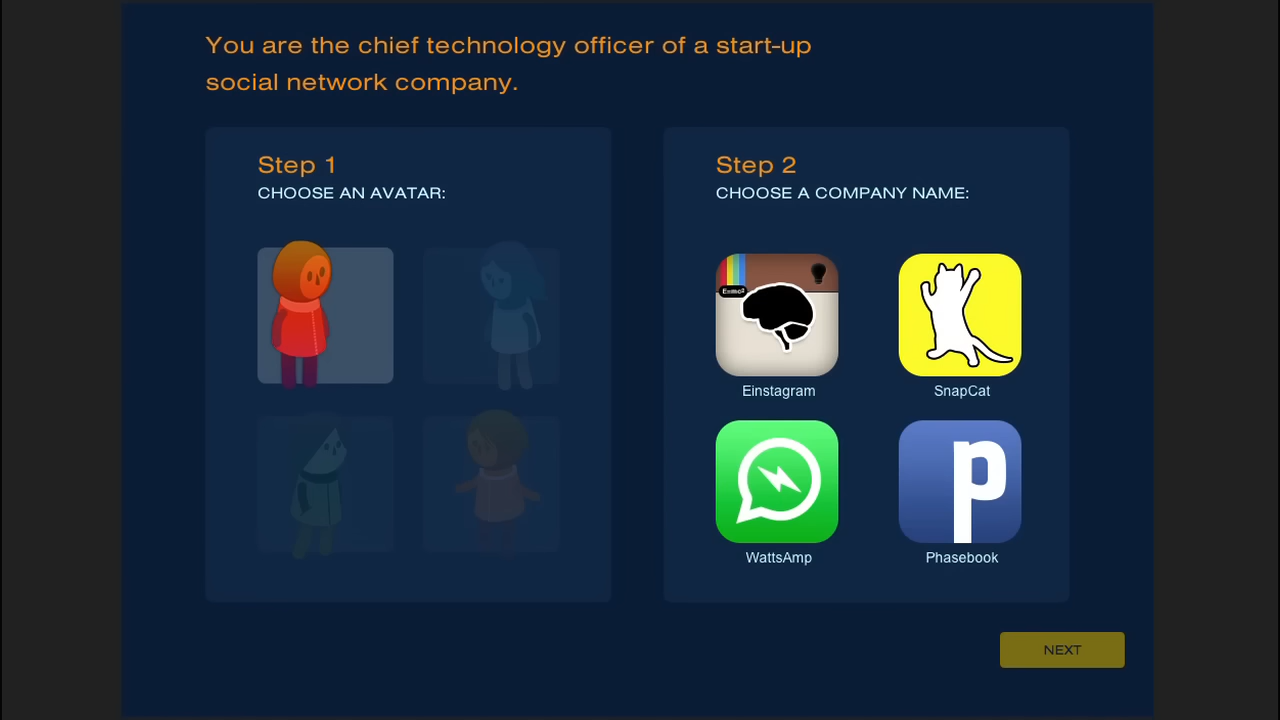 You are the chief technology officer of a start-up
social network company.
Step 1
CHOOSE AN AVATAR:
Step 2
CHOOSE A COMPANY NAME:
E=mc²
Einstagram
SnapCat
WattsAmp
p
Phasebook
NEXT